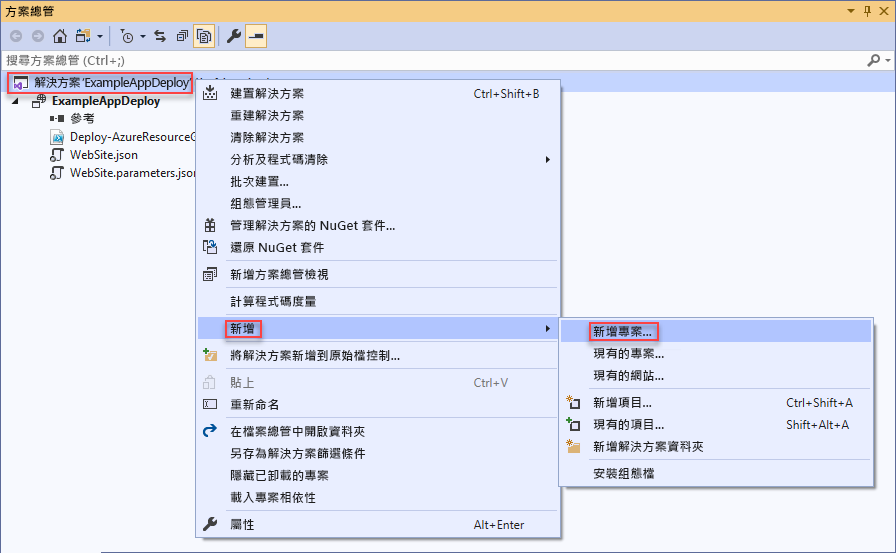 方案總管
搜尋方案總管 (Ctrl+;)
解決方案 'ExampleAppDeploy'
ExampleAppDeploy
參考
Deploy-AzureResourceG
WebSite.json
WebSite.parameters.json
建置解決方案 Ctrl+Shift+B
重建解決方案
清除解決方案
分析及程式碼清除
批次建置...
組態管理員...
管理解決方案的 NuGet 套件...
還原 NuGet 套件
新增方案總管檢視
計算程式碼度量
新增
將解決方案新增到原始檔控制...
貼上 Ctrl+V
重新命名
在檔案總管中開啟資料夾
另存為解決方案篩選條件
隱藏已卸載的專案
載入專案相依性
屬性 Alt+Enter
新增專案...
現有的專案...
現有的網站...
新增項目... Ctrl+Shift+A
現有的項目... Shift+Alt+A
新增解決方案資料夾
安裝組態檔